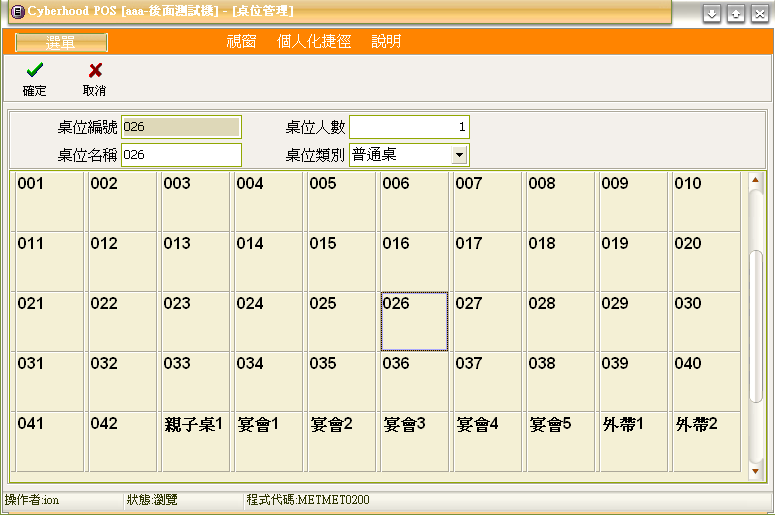 Cyberhood POS [aaa-後面測試機] - [桌位管理]
選單 視窗 個人化捷徑 說明
確定 取消
桌位編號 026 桌位人數 1
桌位名稱 026 桌位類別 普通桌
001 002 003 004 005 006 007 008 009 010
011 012 013 014 015 016 017 018 019 020
021 022 023 024 025 026 027 028 029 030
031 032 033 034 035 036 037 038 039 040
041 042 親子桌1 宴會1 宴會2 宴會3 宴會4 宴會5 外帶1 外帶2
操作者:ion 狀態:瀏覽 程式代碼:METMET0200